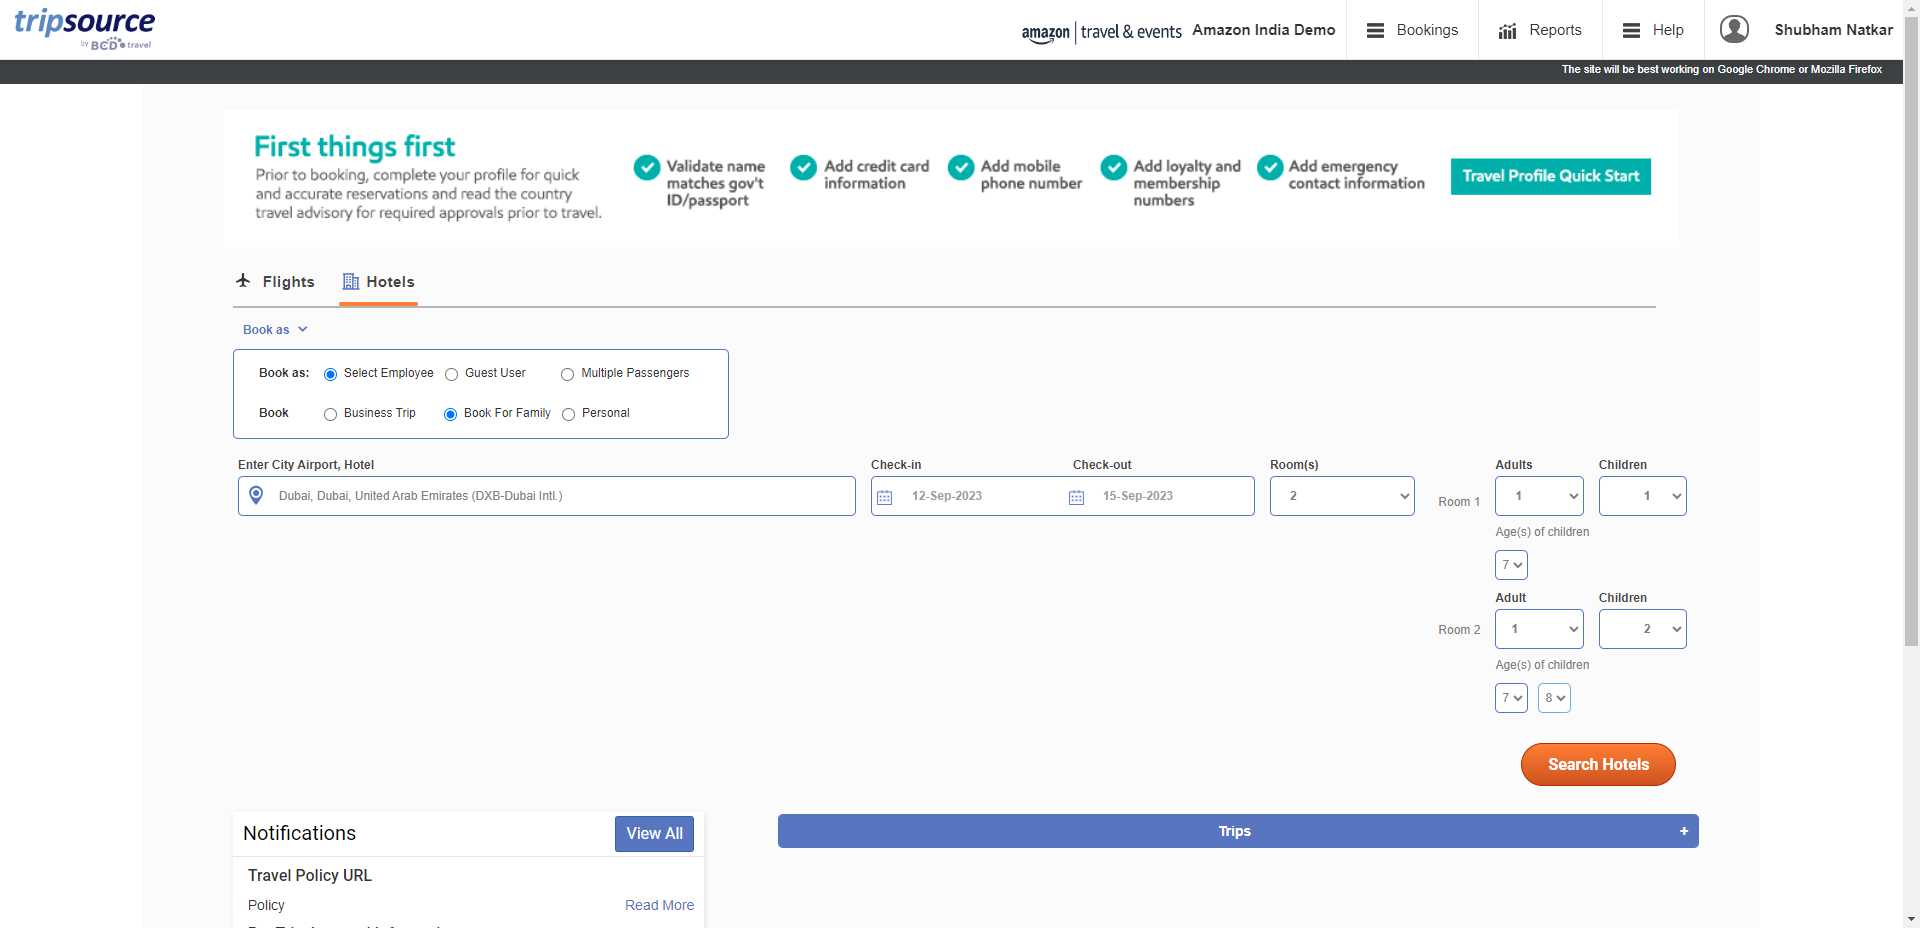 tripsource
by BCD travel
amazon | travel & events
Amazon India Demo
Bookings
Reports
Help
Shubham Natkar
The site will be best working on Google Chrome or Mozilla Firefox
First things first
Prior to booking, complete your profile for quick
and accurate reservations and read the country
travel advisory for required approvals prior to travel.
Validate name
matches gov't
ID/passport
Add credit card
information
Add mobile
phone number
Add loyalty and
membership
numbers
Add emergency
contact information
Travel Profile Quick Start
Flights
Hotels
Book as
Book as: Select Employee Guest User Multiple Passengers
Book Business Trip Book For Family Personal
Enter City Airport, Hotel
Dubai, Dubai, United Arab Emirates (DXB-Dubai Intl.)
Check-in
12-Sep-2023
Check-out
15-Sep-2023
Room(s)
2
Adults Children
Room 1 1 1
Age(s) of children
7
Adult Children
Room 2 1 2
Age(s) of children
7 8
Search Hotels
Notifications
View All
Travel Policy URL
Policy
Read More
Trips +